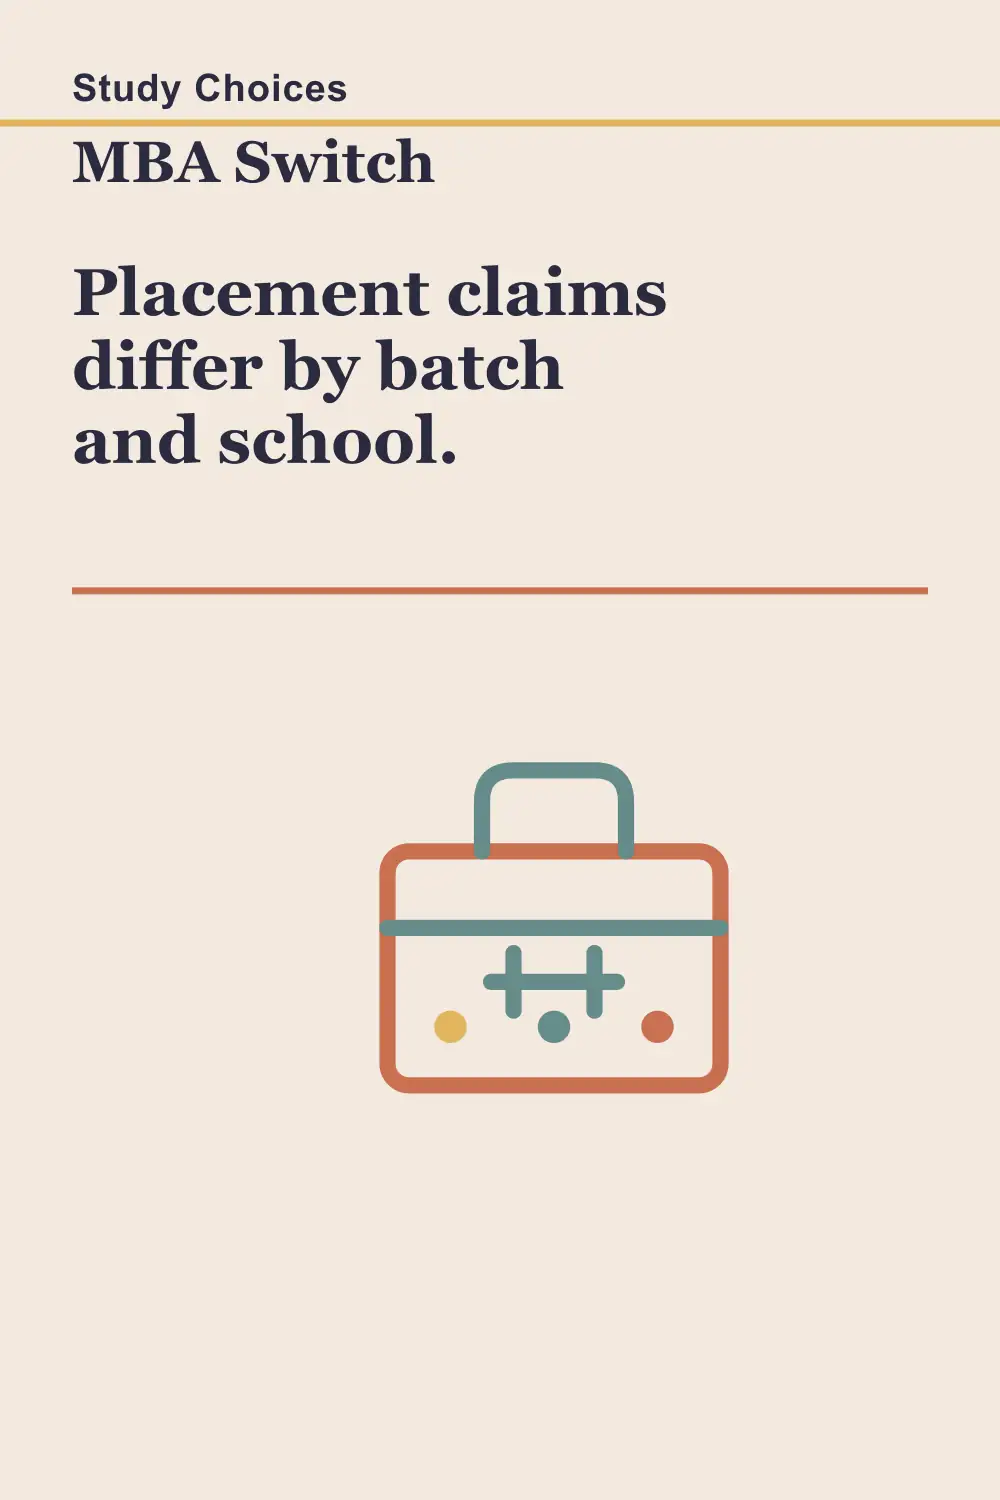 Study Choices
MBA Switch
Placement claims
differ by batch
and school.